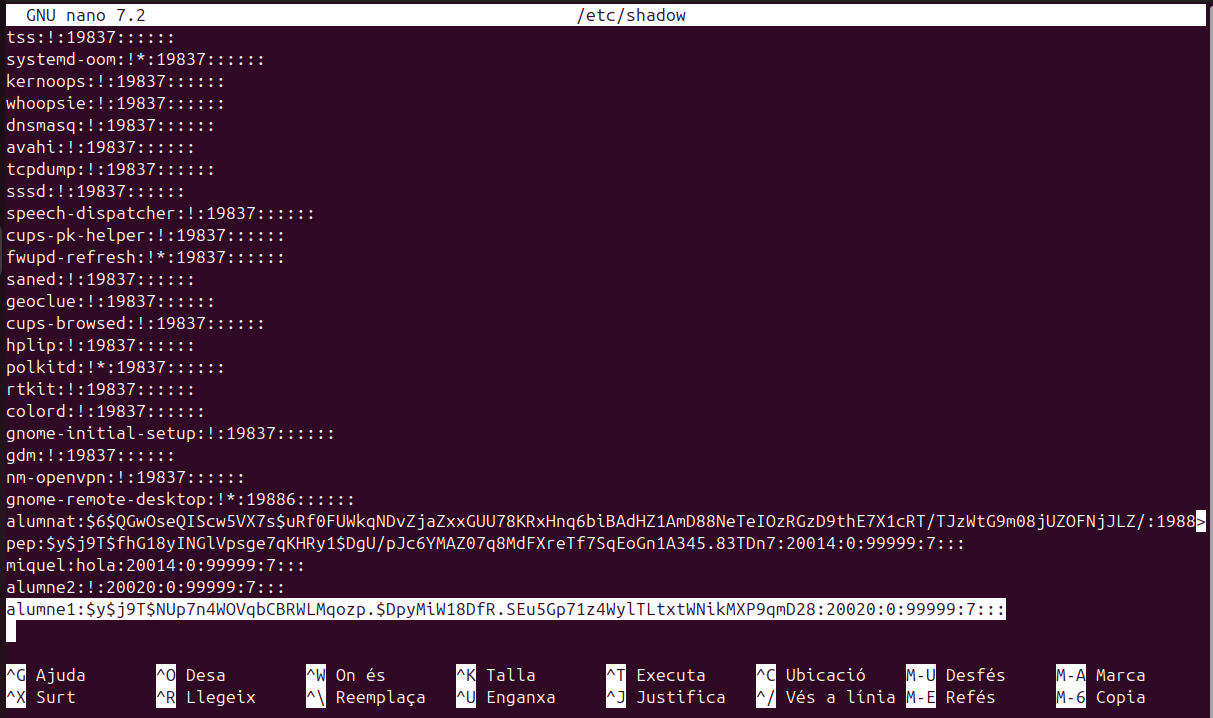 GNU nano 7.2 /etc/shadow
tss:!:19837::::::
systemd-oom:!*:19837::::::
kernoops:!:19837::::::
whoopsie:!:19837::::::
dnsmasq:!:19837::::::
avahi:!:19837::::::
tcpdump:!:19837::::::
sssd:!:19837::::::
speech-dispatcher:!:19837::::::
cups-pk-helper:!:19837::::::
fwupd-refresh:!*:19837::::::
saned:!:19837::::::
geoclue:!:19837::::::
cups-browsed:!:19837::::::
hplip:!:19837::::::
polkitd:!*:19837::::::
rtkit:!:19837::::::
colord:!:19837::::::
gnome-initial-setup:!:19837::::::
gdm:!:19837::::::
nm-openvpn:!:19837::::::
gnome-remote-desktop:!*:19886::::::
alumnat:$6$QGwOseQIScw5VX7s$uRf0FUWkqNDvZjaZxxGUU78KRxHnq6biBAdHZ1AmD88NeTeIOzRGzD9thE7X1cRT/TJzWtG9m08jUZOFNjJLZ/:1988>
pep:$y$j9T$fhG18yINGlVpsge7qKHRy1$DgU/pJc6YMAZ07q8MdFXreTf7SqEoGn1A345.83TDn7:20014:0:99999:7:::
miquel:hola:20014:0:99999:7:::
alumne2:!:20020:0:99999:7:::
alumne1:$y$j9T$NUp7n4WOVqbCBRWLMqozp.$DpyMiW18DfR.SEu5Gp71z4WylTLtxtWNikMXP9qmD28:20020:0:99999:7:::
^G Ajuda ^O Desa ^W On és ^K Talla ^T Executa ^C Ubicació M-U Desfés M-A Marca
^X Surt ^R Llegeix ^\ Reemplaça ^U Enganxa ^J Justifica ^/ Vés a línia M-E Refés M-6 Copia